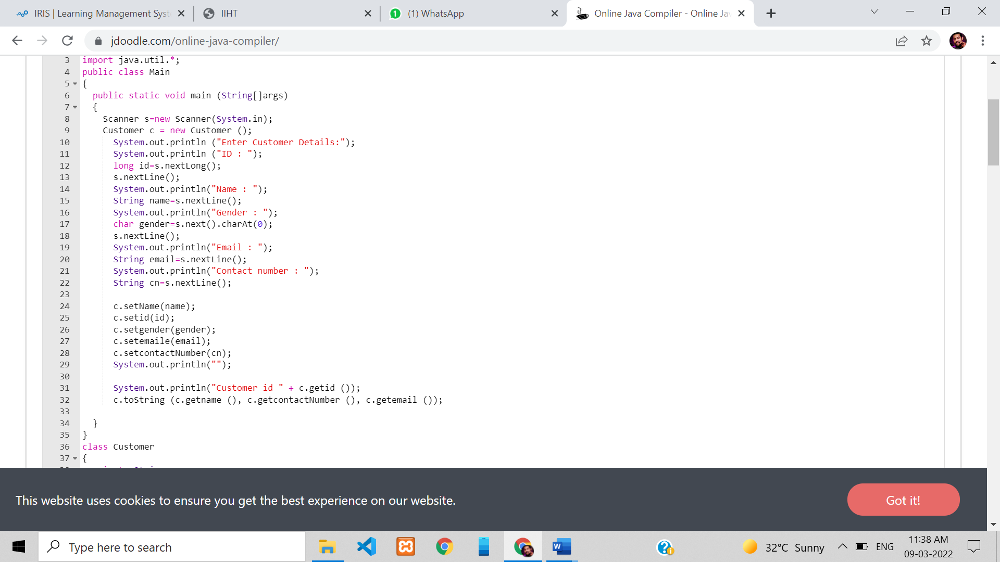 IRIS | Learning Management Syst
IIHT
(1) WhatsApp
Online Java Compiler - Online Jav
jdoodle.com/online-java-compiler/
3 import java.util.*;
4 public class Main
5 {
6 public static void main (String[]args)
7 {
8 Scanner s=new Scanner(System.in);
9 Customer c = new Customer ();
10 System.out.println ("Enter Customer Details:");
11 System.out.println ("ID : ");
12 long id=s.nextLong();
13 s.nextLine();
14 System.out.println("Name : ");
15 String name=s.nextLine();
16 System.out.println("Gender : ");
17 char gender=s.next().charAt(0);
18 s.nextLine();
19 System.out.println("Email : ");
20 String email=s.nextLine();
21 System.out.println("Contact number : ");
22 String cn=s.nextLine();
23
24 c.setName(name);
25 c.setid(id);
26 c.setgender(gender);
27 c.setemaile(email);
28 c.setcontactNumber(cn);
29 System.out.println("");
30
31 System.out.println("Customer id " + c.getid ());
32 c.toString (c.getname (), c.getcontactNumber (), c.getemail ());
33
34 }
35 }
36 class Customer
37 {
This website uses cookies to ensure you get the best experience on our website.
Got it!
Type here to search
32°C Sunny
ENG
11:38 AM
09-03-2022